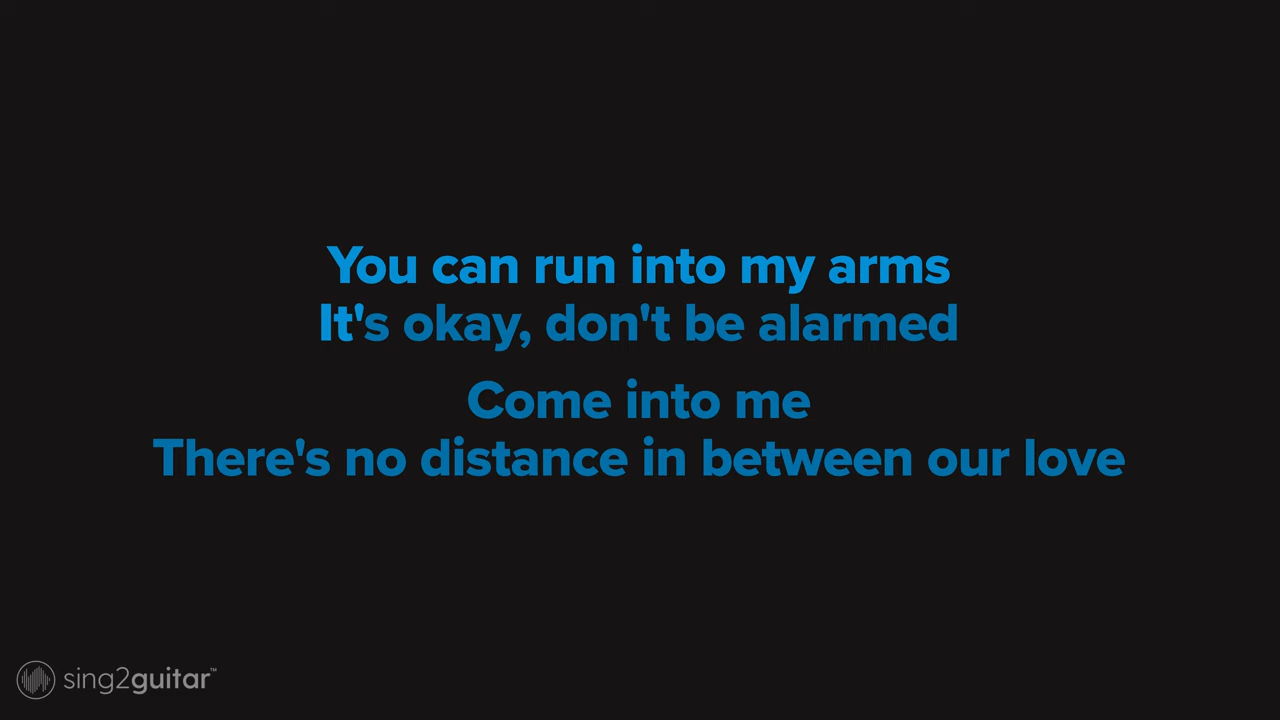 You can run into my arms
It's okay, don't be alarmed
Come into me
There's no distance in between our love
sing2guitar™